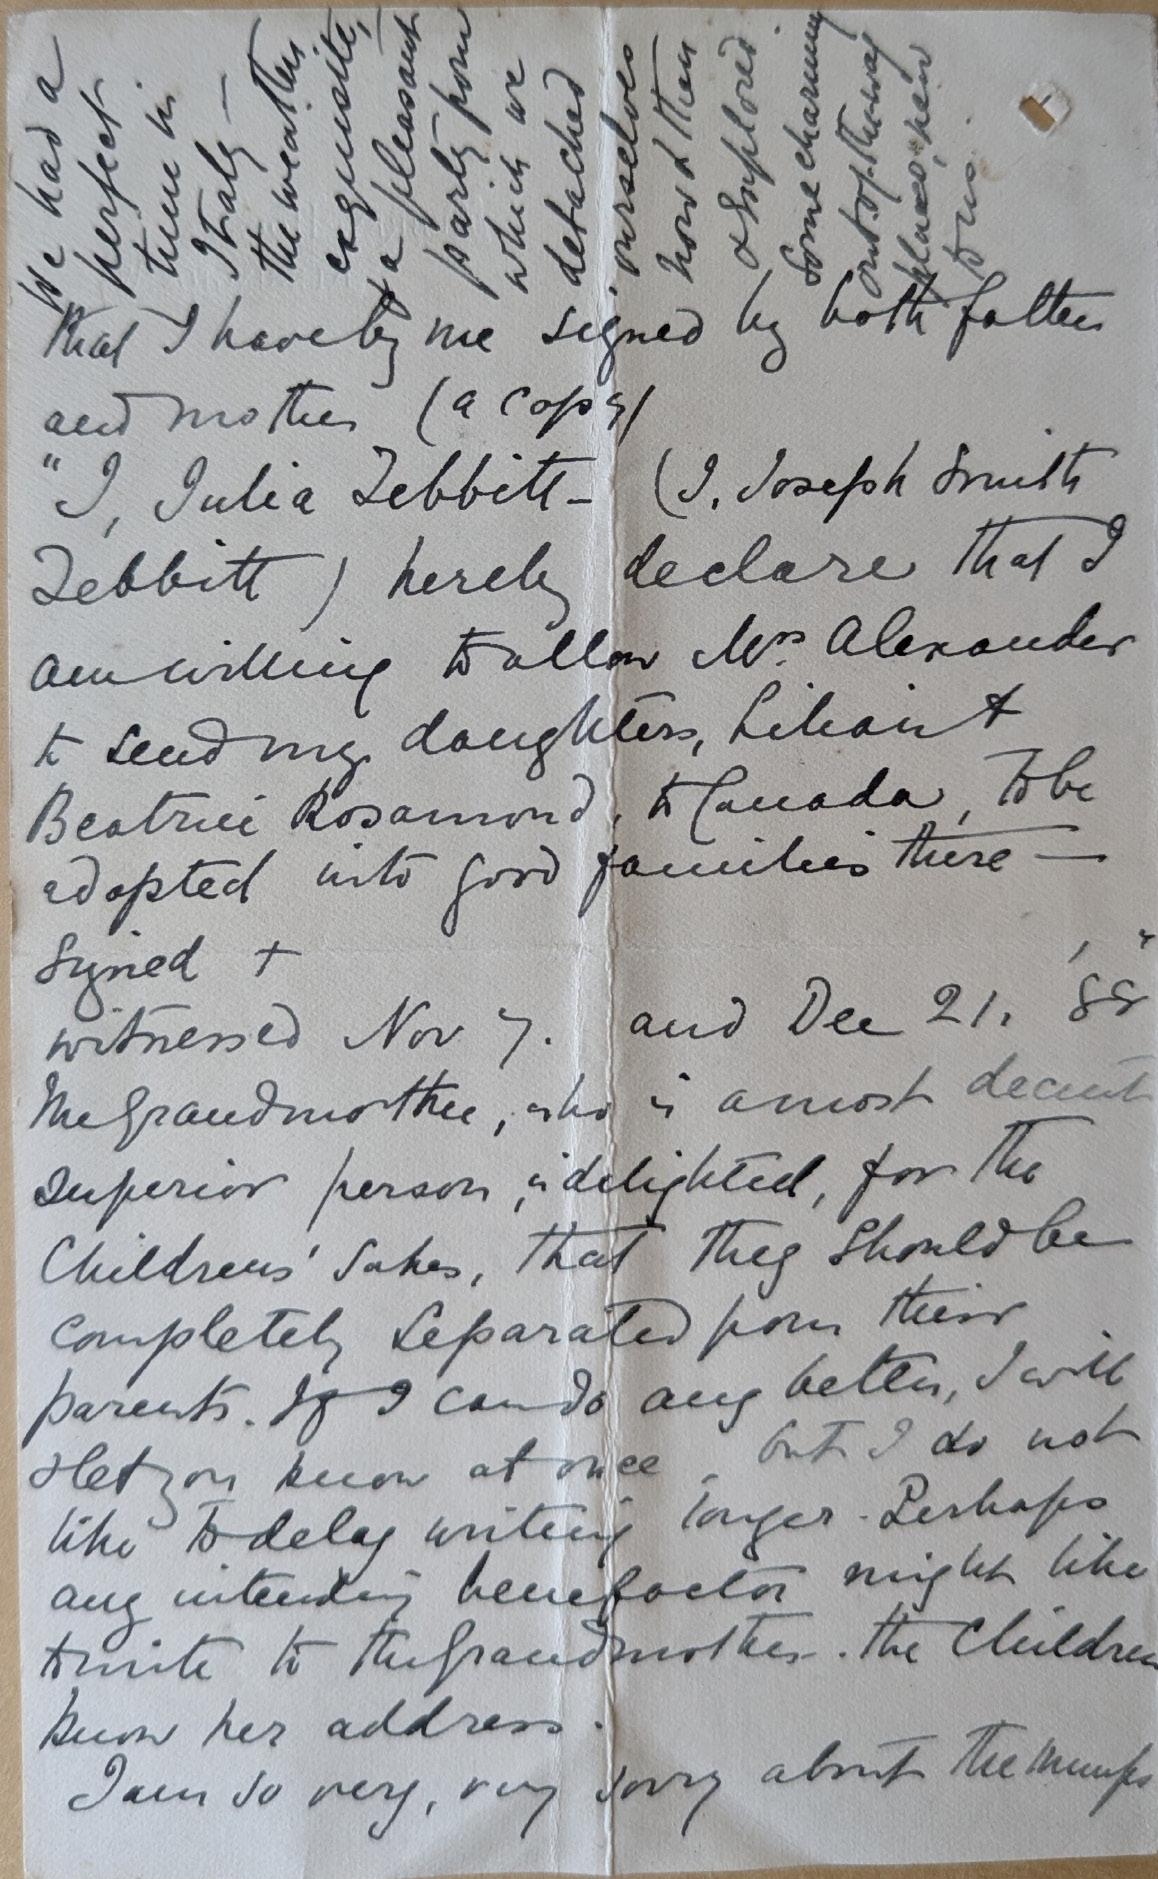 We had a
perfect
time in
Italy –
the weather
exquisite,
& a pleasant
party from
which we
detached
ourselves
now & then
& explored
some charming
out of the way
places, new
to us.
that I have by me signed by both father
and mother (a copy)
"I, Julia Tebbitt – (I, Joseph Smith
Tebbitt) hereby declare that I
am willing to allow Mrs. Alexander
to send my daughters, Lilian &
Beatrice Rosamond, to Canada, to be
adopted into good families there —
Signed +
witnessed Nov 7. and Dec 21. '88"
The Grandmother, who is a most decent
superior person, is delighted, for the
Childrens' sakes, that they should be
completely separated from their
parents. If I can do any better, I will
let you know at once, but I do not
like to delay writing longer. Perhaps
any intending benefactor might like
to write to the Grandmother. The Children
know her address.
I am so very, very sorry about the mumps